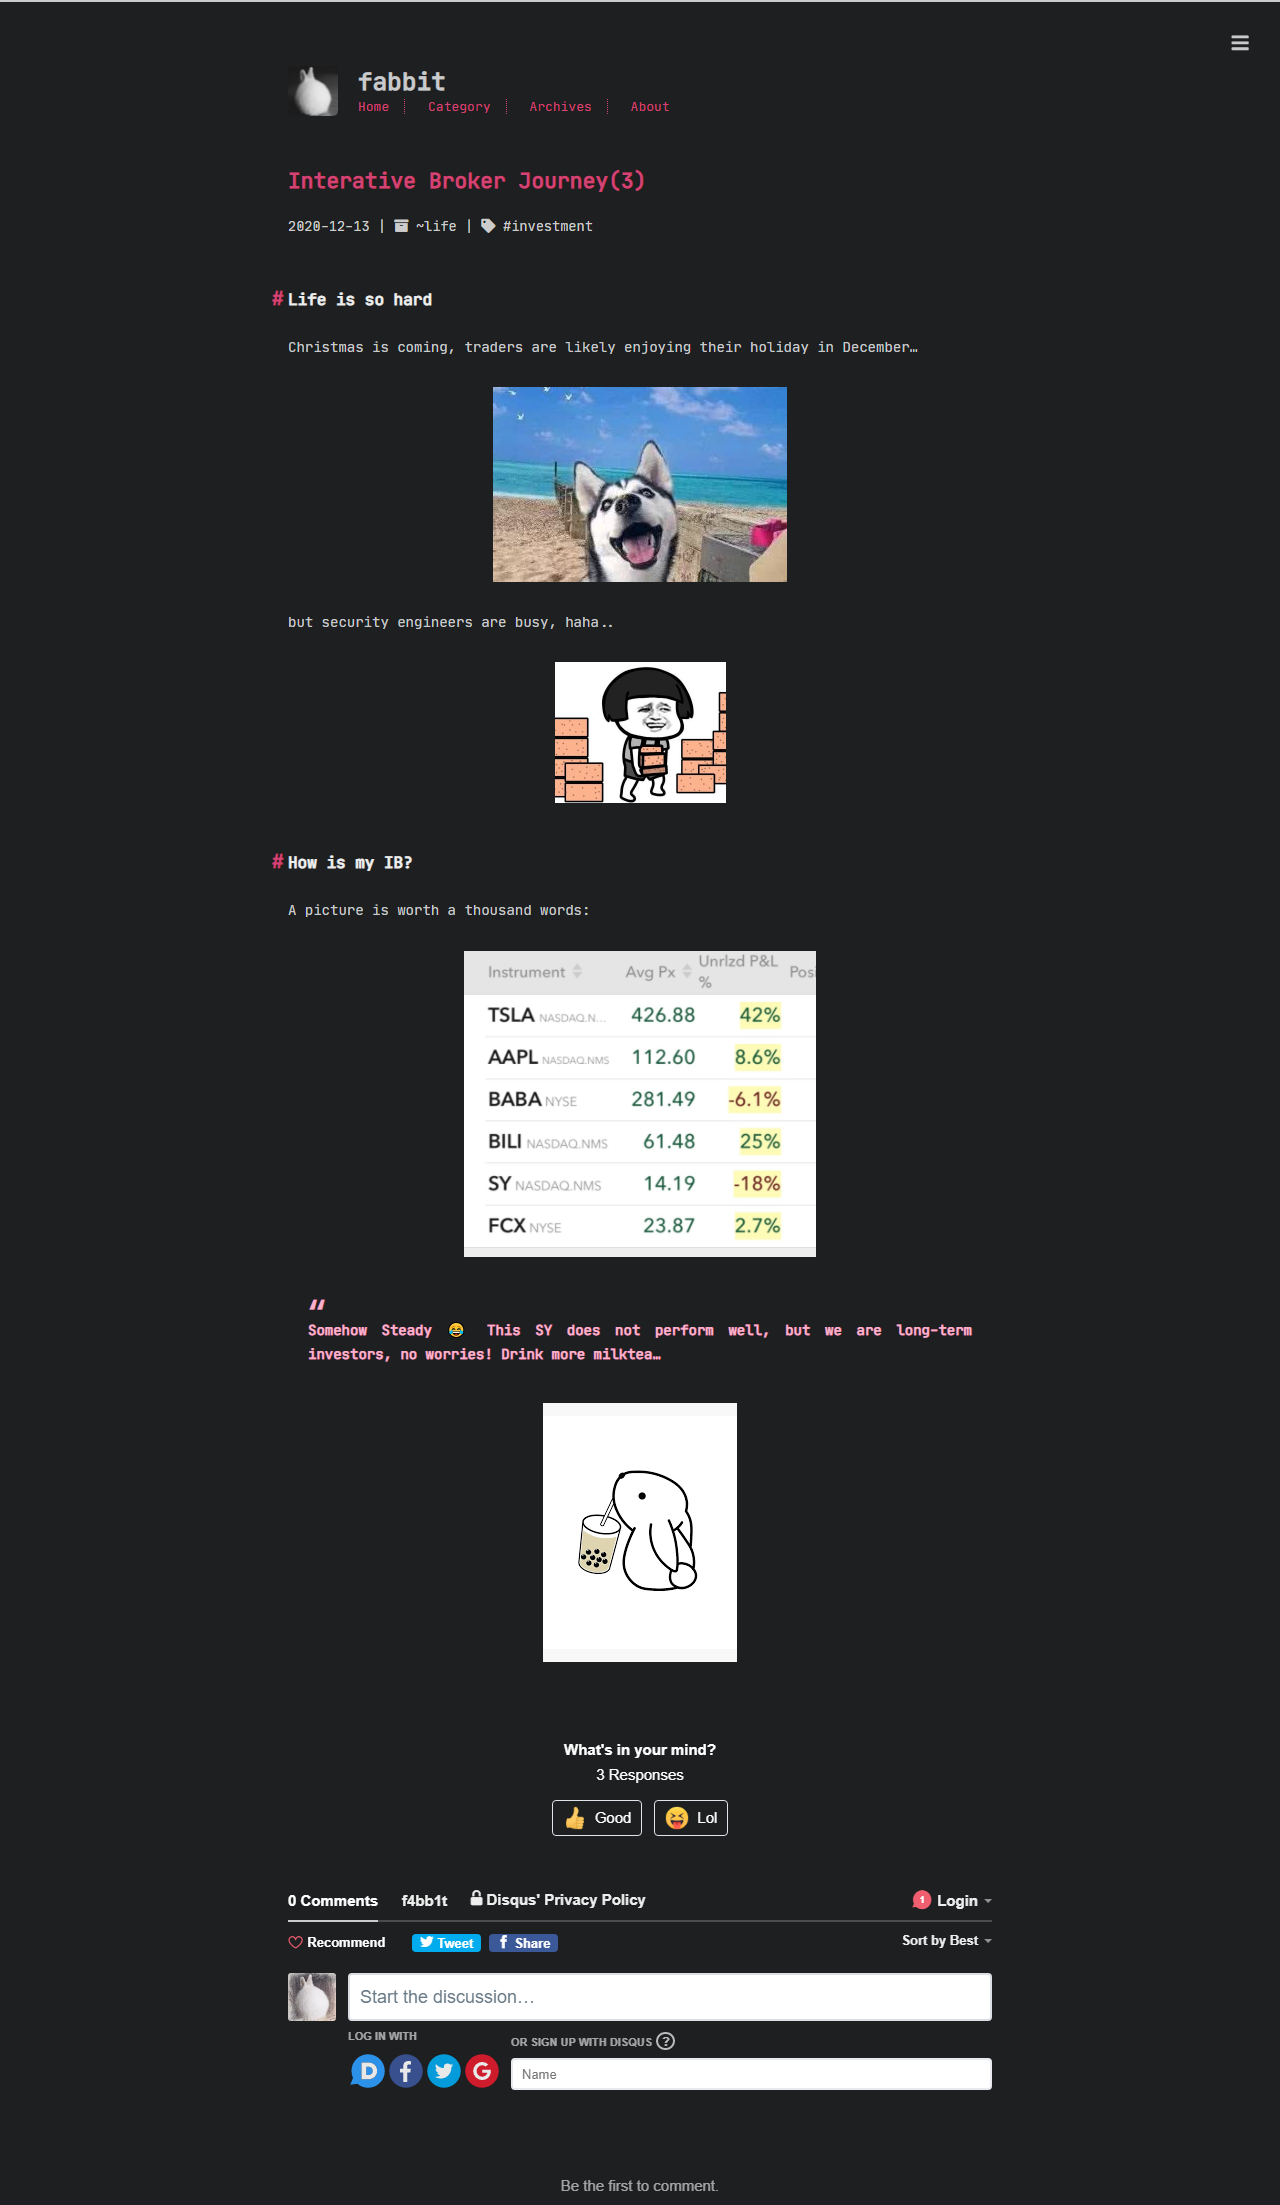 fabbit
Home
Category
Archives
About
Interative Broker Journey(3)
2020-12-13 | ~life | #investment
# Life is so hard
Christmas is coming, traders are likely enjoying their holiday in December…
but security engineers are busy, haha..
# How is my IB?
A picture is worth a thousand words:
Instrument Avg Px Unrlzd P&L % Pos
TSLA NASDAQ.N... 426.88 42%
AAPL NASDAQ.NMS 112.60 8.6%
BABA NYSE 281.49 -6.1%
BILI NASDAQ.NMS 61.48 25%
SY NASDAQ.NMS 14.19 -18%
FCX NYSE 23.87 2.7%
“
Somehow Steady 😂 This SY does not perform well, but we are long-term
investors, no worries! Drink more milktea…
What's in your mind?
3 Responses
Good
Lol
0 Comments f4bb1t Disqus' Privacy Policy 1 Login
Recommend Tweet Share Sort by Best
Start the discussion…
LOG IN WITH
OR SIGN UP WITH DISQUS ?
Name
Be the first to comment.